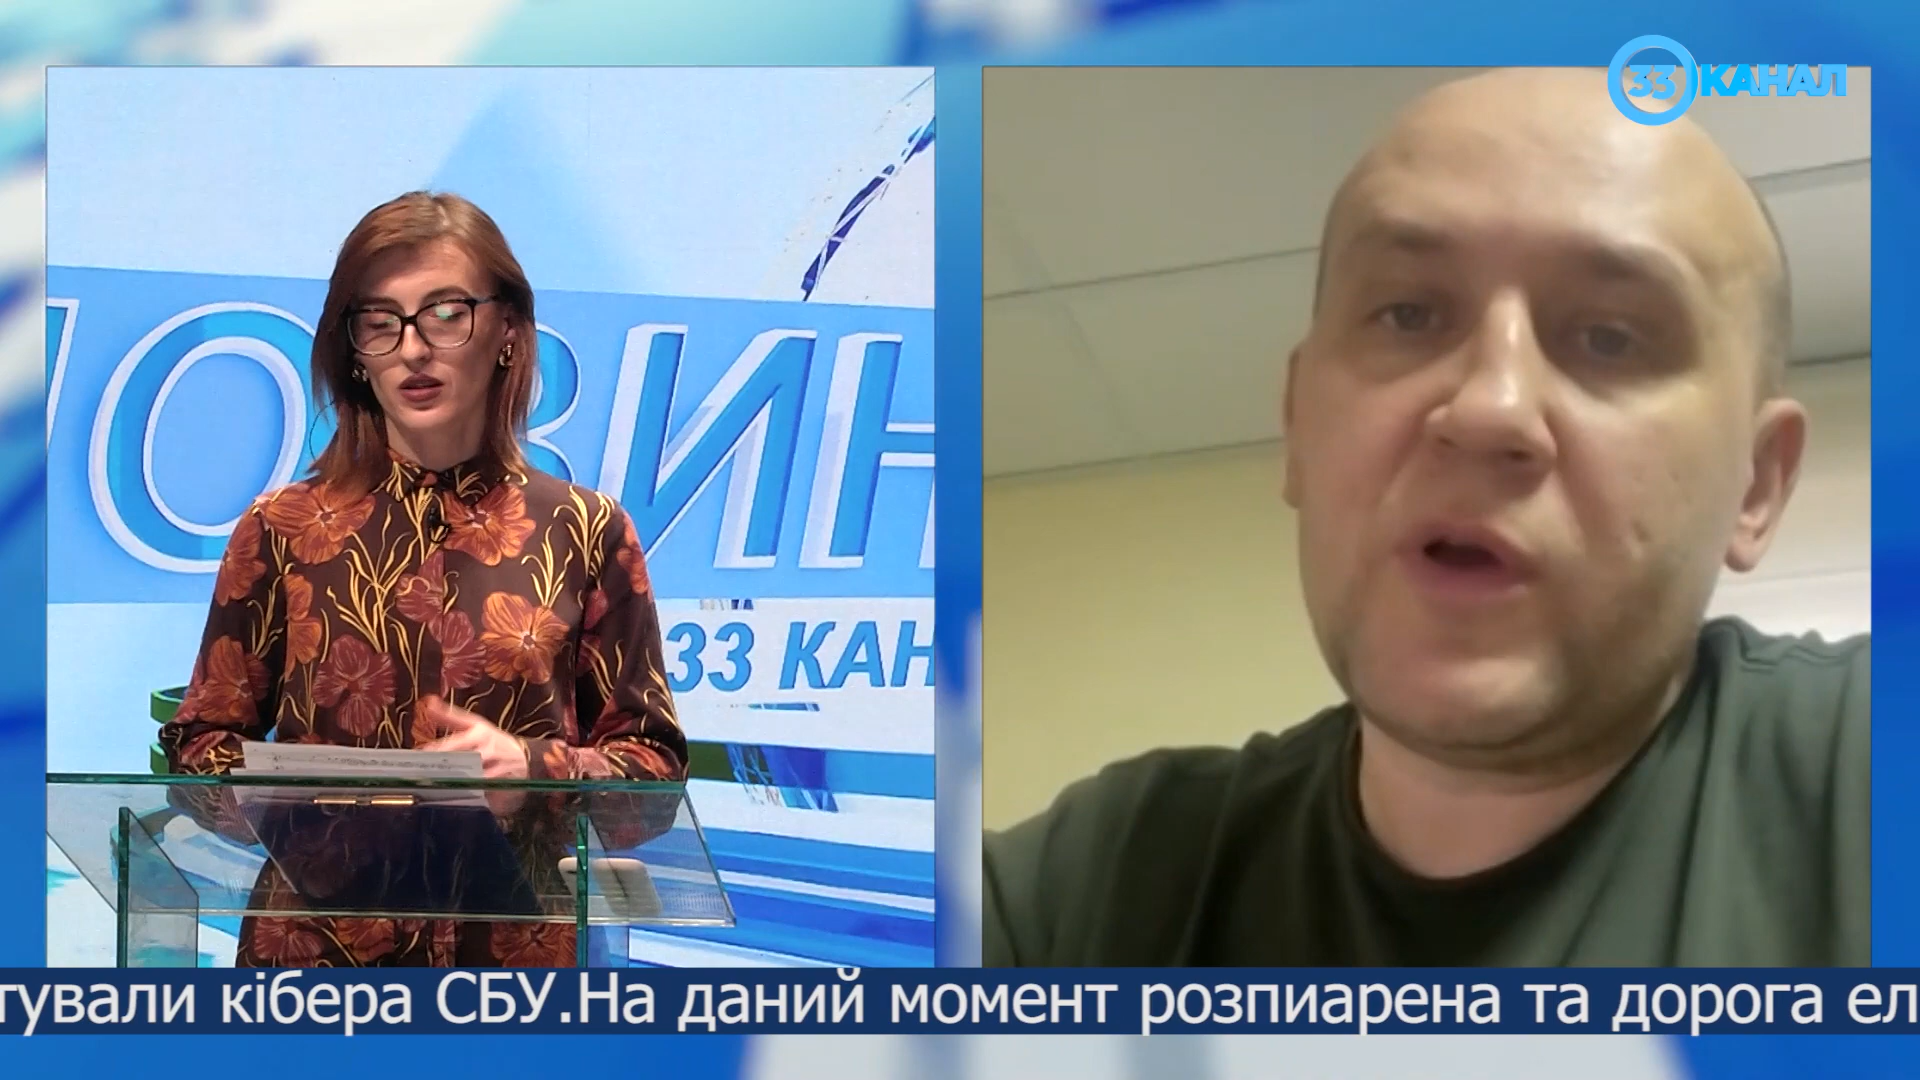 33 КАНАЛ
ОВИН
33 КАН
тували кібера СБУ.На даний момент розпиарена та дорога ел